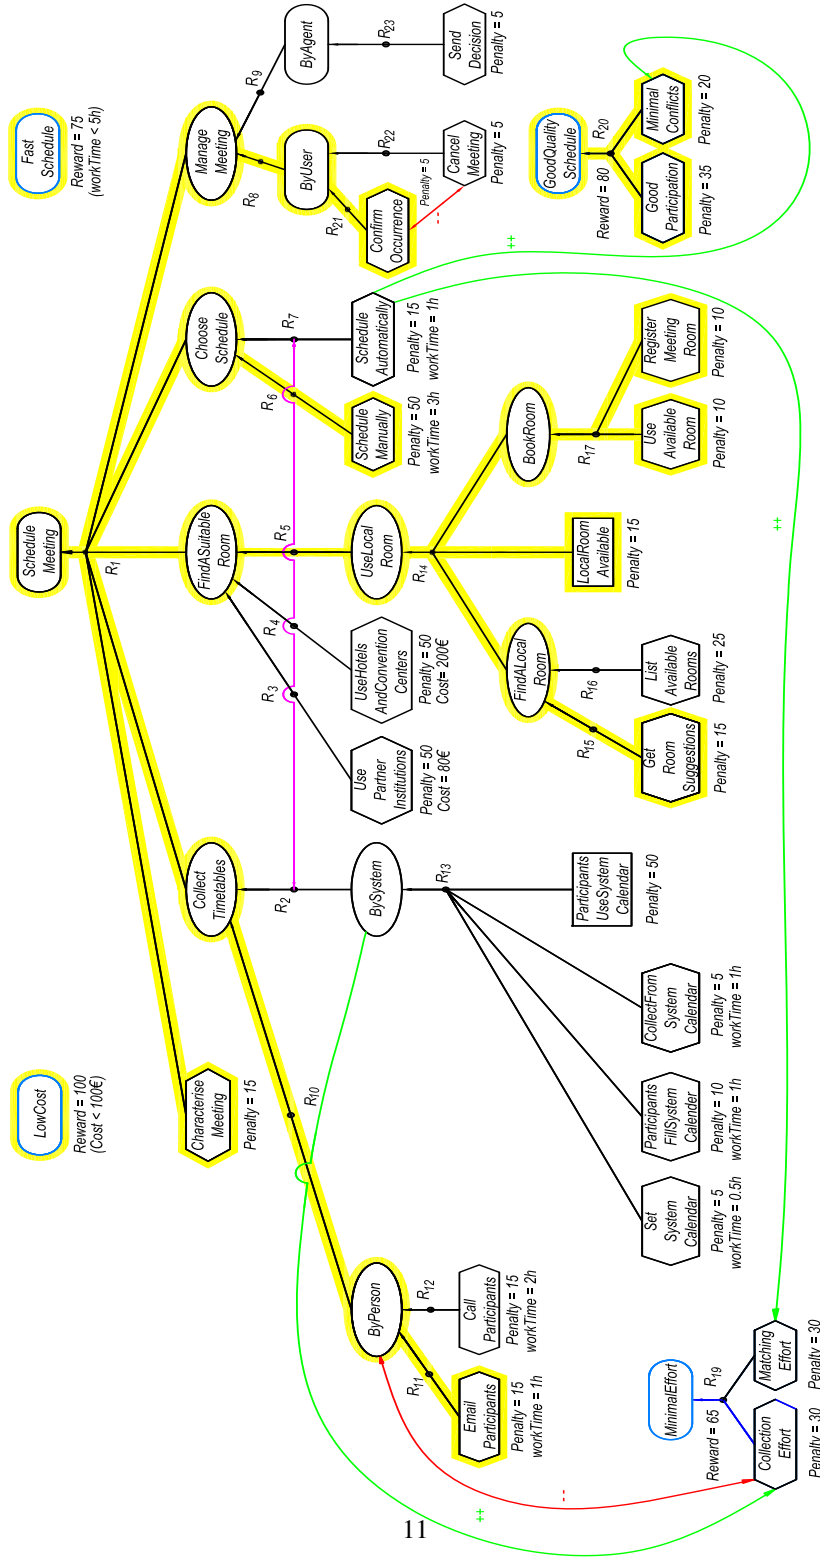 LowCost
Reward = 100
(Cost < 100€)
Schedule
Meeting
Fast
Schedule
Reward = 75
(workTime < 5h)
R1
Characterise
Meeting
Penalty = 15
Collect
Timetables
FindASuitable
Room
Choose
Schedule
Manage
Meeting
R10
R2
R3
R4
R5
R6
R7
R8
R9
ByPerson
BySystem
Use
Partner
Institutions
Penalty = 50
Cost = 80€
UseHotels
AndConvention
Centers
Penalty = 50
Cost= 200€
UseLocal
Room
Schedule
Manually
Penalty = 50
workTime = 3h
Schedule
Automatically
Penalty = 15
workTime = 1h
ByUser
ByAgent
R11
R12
R13
R14
R21
R22
R23
Email
Participants
Penalty = 15
workTime = 1h
Call
Participants
Penalty = 15
workTime = 2h
Confirm
Occurrence
Penalty = 5
--
Cancel
Meeting
Penalty = 5
Send
Decision
Penalty = 5
FindALocal
Room
LocalRoom
Available
Penalty = 15
BookRoom
R15
R16
R17
Participants
UseSystem
Calendar
Penalty = 50
Set
System
Calendar
Penalty = 5
workTime = 0.5h
Participants
FillSystem
Calender
Penalty = 10
workTime = 1h
CollectFrom
System
Calendar
Penalty = 5
workTime = 1h
Get
Room
Suggestions
Penalty = 15
List
Available
Rooms
Penalty = 25
Use
Available
Room
Penalty = 10
Register
Meeting
Room
Penalty = 10
GoodQuality
Schedule
Reward = 80
R20
Good
Participation
Penalty = 35
Minimal
Conflicts
Penalty = 20
++
++
++
--
MinimalEffort
Reward = 65
R19
Collection
Effort
Penalty = 30
Matching
Effort
Penalty = 30
11